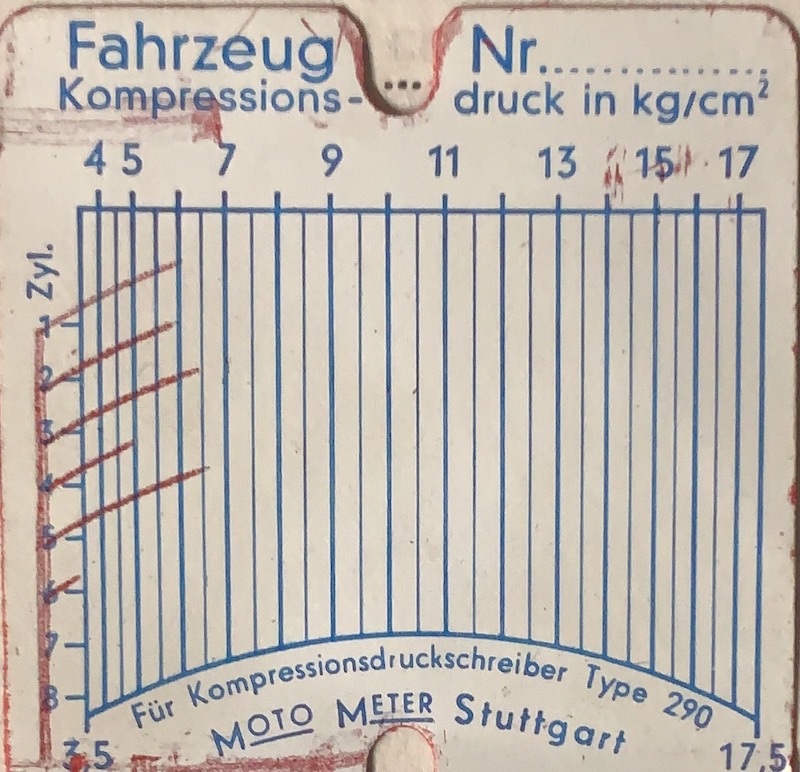 Fahrzeug Nr. ....................
Kompressions-druck in kg/cm²
4 5 7 9 11 13 15 17
Zyl.
1
2
3
4
5
6
7
8
Für Kompressionsdruckschreiber Type 290
MOTO METER Stuttgart
3,5 17,5